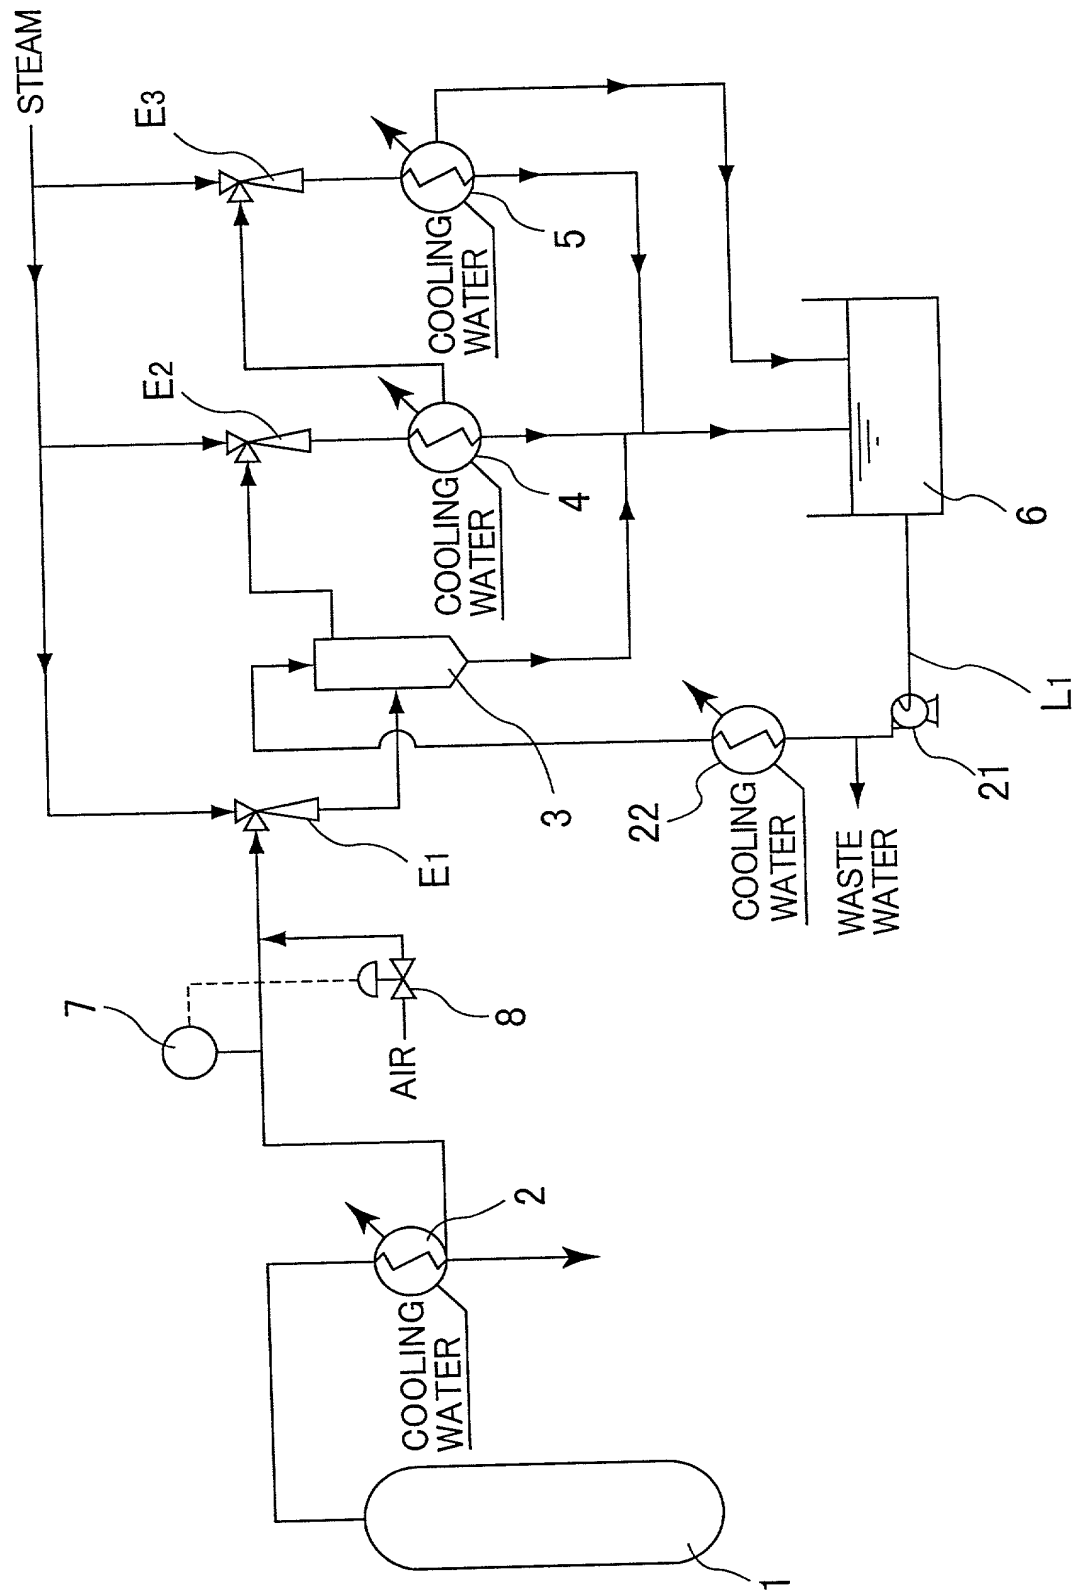 STEAM
E3
E2
E1
COOLING
WATER
5
COOLING
WATER
4
3
6
L1
21
22
COOLING
WATER
WASTE
WATER
7
8
AIR
2
COOLING
WATER
1